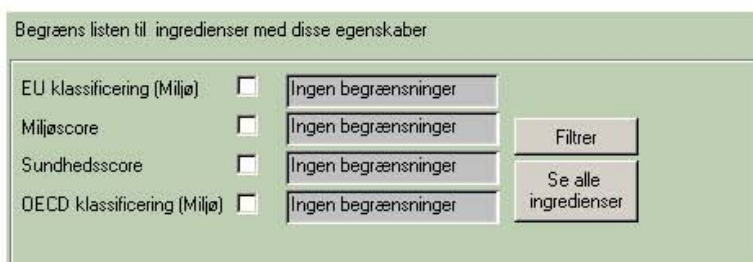 Begræns listen til ingredienser med disse egenskaber
EU klassificering (Miljø) Ingen begrænsninger
Miljøscore Ingen begrænsninger
Filtrer
Sundhedsscore Ingen begrænsninger
Se alle
ingredienser
OECD klassificering (Miljø) Ingen begrænsninger